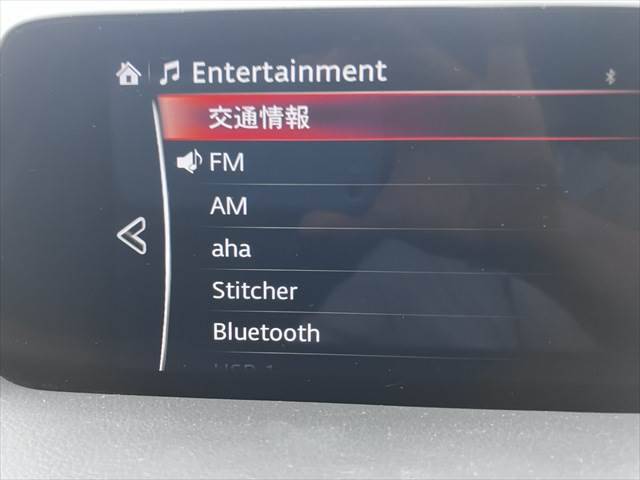 Entertainment
交通情報
FM
AM
aha
Stitcher
Bluetooth